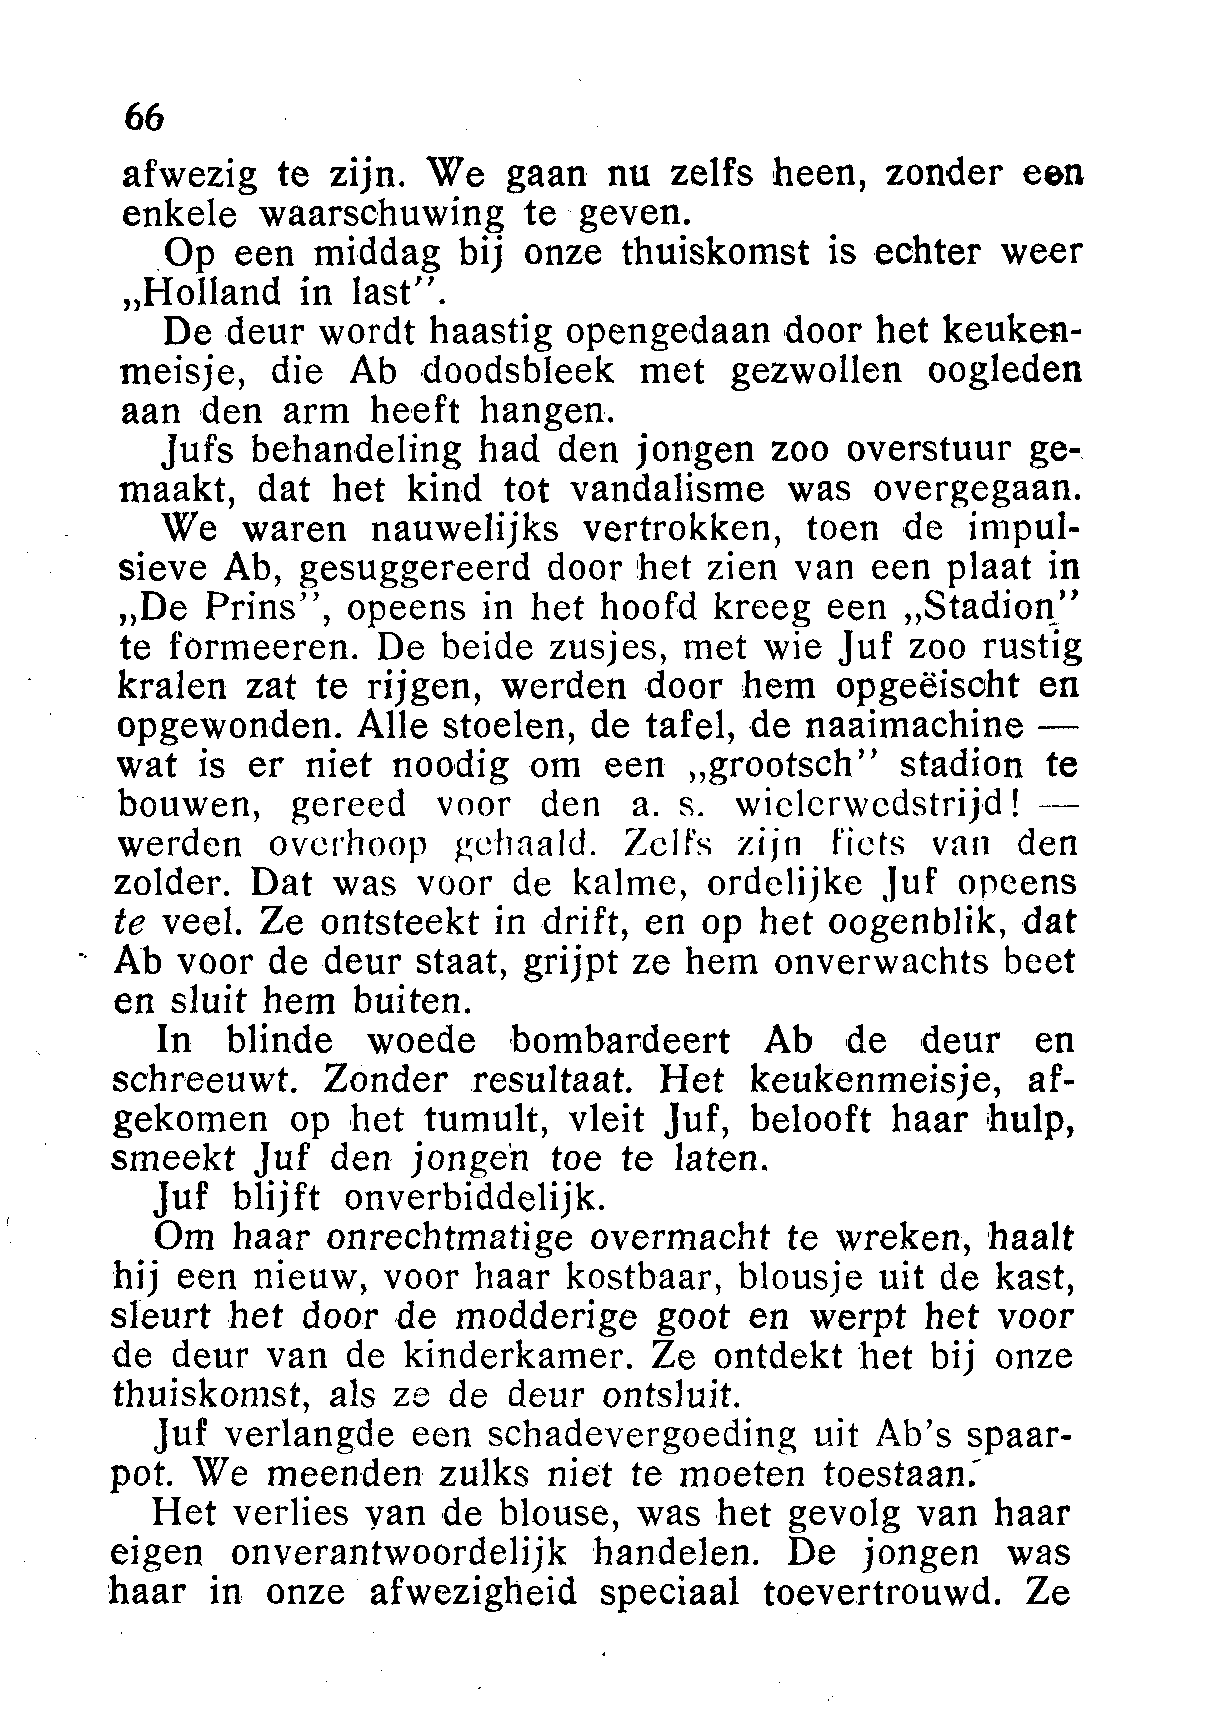 66
afwezig te zijn. We gaan nu zelfs heen, zonder een
enkele waarschuwing te geven.
Op een middag bij onze thuiskomst is echter weer
„Holland in last”.
De deur wordt haastig opengedaan door het keuken-
meisje, die Ab doodsbleek met gezwollen oogleden
aan den arm heeft hangen.
Jufs behandeling had den jongen zoo overstuur ge-
maakt, dat het kind tot vandalisme was overgegaan.
We waren nauwelijks vertrokken, toen de impul-
sieve Ab, gesuggereerd door het zien van een plaat in
„De Prins”, opeens in het hoofd kreeg een „Stadion”
te formeeren. De beide zusjes, met wie Juf zoo rustig
kralen zat te rijgen, werden door hem opgeëischt en
opgewonden. Alle stoelen, de tafel, de naaimachine —
wat is er niet noodig om een „grootsch” stadion te
bouwen, gereed voor den a. s. wielerwedstrijd! —
werden overhoop gehaald. Zelfs zijn fiets van den
zolder. Dat was voor de kalme, ordelijke Juf opeens
te veel. Ze ontsteekt in drift, en op het oogenblik, dat
Ab voor de deur staat, grijpt ze hem onverwachts beet
en sluit hem buiten.
In blinde woede bombardeert Ab de deur en
schreeuwt. Zonder resultaat. Het keukenmeisje, af-
gekomen op het tumult, vleit Juf, belooft haar hulp,
smeekt Juf den jongen toe te laten.
Juf blijft onverbiddelijk.
Om haar onrechtmatige overmacht te wreken, haalt
hij een nieuw, voor haar kostbaar, blousje uit de kast,
sleurt het door de modderige goot en werpt het voor
de deur van de kinderkamer. Ze ontdekt het bij onze
thuiskomst, als ze de deur ontsluit.
Juf verlangde een schadevergoeding uit Ab's spaar-
pot. We meenden zulks niet te moeten toestaan.
Het verlies van de blouse, was het gevolg van haar
eigen onverantwoordelijk handelen. De jongen was
haar in onze afwezigheid speciaal toevertrouwd. Ze